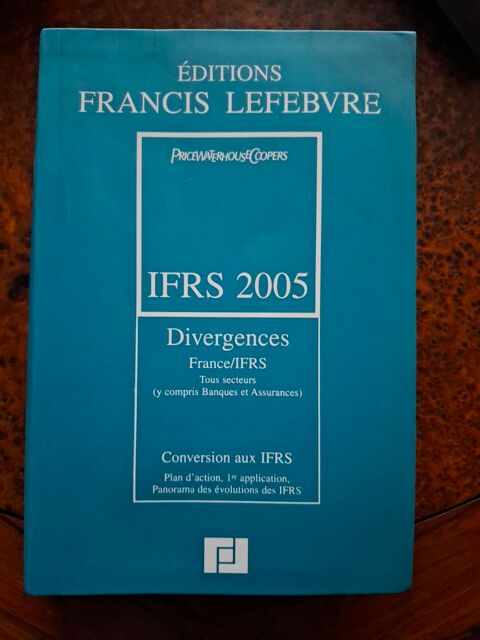 ÉDITIONS
FRANCIS LEFEBVRE
PRICEWATERHOUSECOOPERS
IFRS 2005
Divergences
France/IFRS
Tous secteurs
(y compris Banques et Assurances)
Conversion aux IFRS
Plan d'action, 1re application,
Panorama des évolutions des IFRS